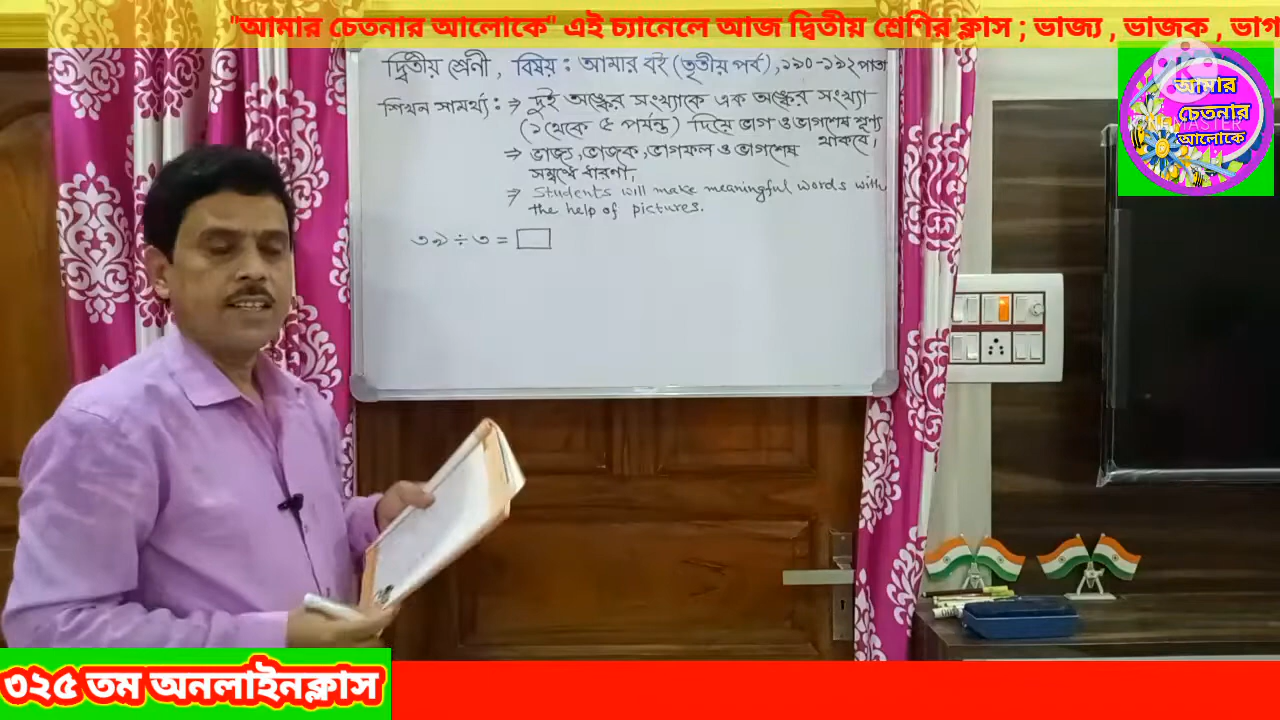 "আমার চেতনার আলোকে" এই চ্যানেলে আজ দ্বিতীয় শ্রেণির ক্লাস ; ভাজ্য , ভাজক , ভাগ
দ্বিতীয় শ্রেনী , বিষয় : আমার বই (তৃতীয় পর্ব) , ১৯০-১৯২ পাতা
শিখন সামর্থ্য : → দুই অঙ্কের সংখ্যাকে এক অঙ্কের সংখ্যা
(১ থেকে ৫ পর্যন্ত) দিয়ে ভাগ ও ভাগশেষ শূণ্য
থাকবে,
→ ভাজ্য, ভাজক, ভাগফল ও ভাগশেষ
সম্বন্ধে ধারণা,
→ Students will make meaningful words with
the help of pictures.
৩৯ ÷ ৩ =
আমার
চেতনার
আলোকে
৩২৫ তম অনলাইনক্লাস